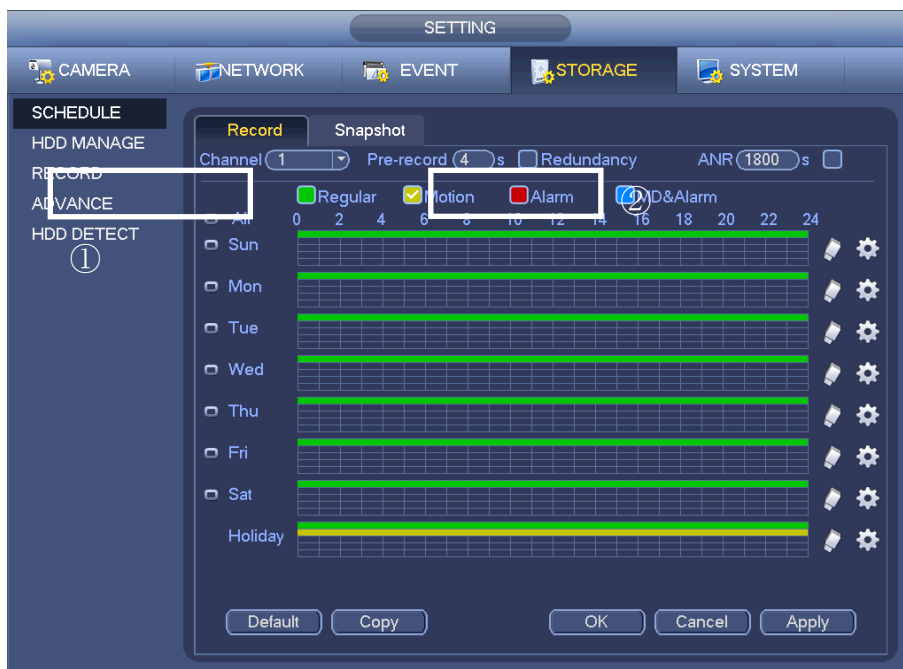 SETTING
CAMERA NETWORK EVENT STORAGE SYSTEM
SCHEDULE
HDD MANAGE
RECORD
ADVANCE
HDD DETECT
①
Record Snapshot
Channel 1 Pre-record 4 s Redundancy ANR 1800 s
Regular Motion Alarm MD&Alarm
②
All 0 2 4 6 8 10 12 14 16 18 20 22 24
Sun
Mon
Tue
Wed
Thu
Fri
Sat
Holiday
Default Copy OK Cancel Apply